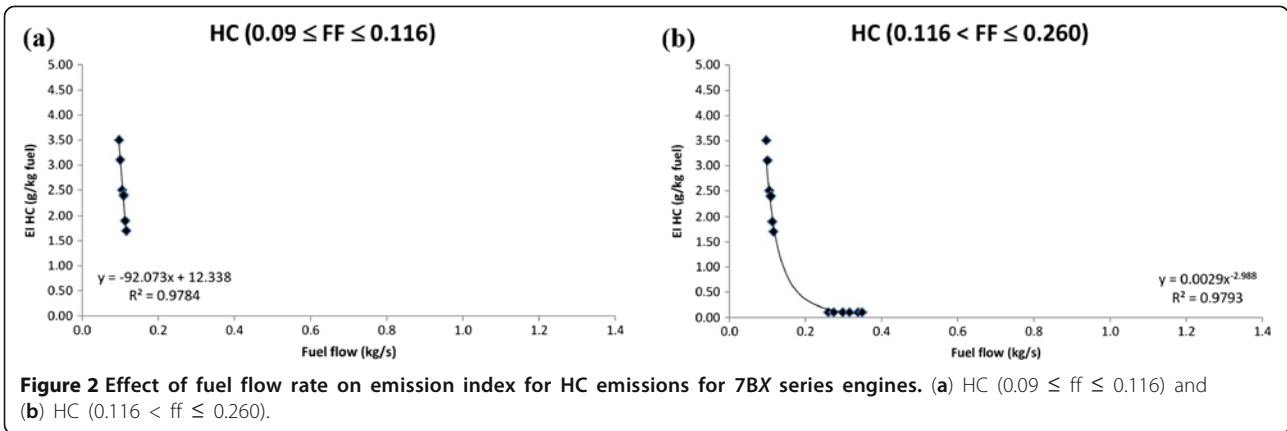 (a)
HC (0.09 ≤ FF ≤ 0.116)
EI HC (g/kg fuel)
5.00
4.50
4.00
3.50
3.00
2.50
2.00
1.50
1.00
0.50
0.00
y = -92.073x + 12.338
R² = 0.9784
0.0 0.2 0.4 0.6 0.8 1.0 1.2 1.4
Fuel flow (kg/s)
(b)
HC (0.116 < FF ≤ 0.260)
EI HC (g/kg fuel)
5.00
4.50
4.00
3.50
3.00
2.50
2.00
1.50
1.00
0.50
0.00
y = 0.0029x⁻²·⁹⁸⁸
R² = 0.9793
0.0 0.2 0.4 0.6 0.8 1.0 1.2 1.4
Fuel flow (kg/s)
Figure 2 Effect of fuel flow rate on emission index for HC emissions for 7BX series engines. (a) HC (0.09 ≤ ff ≤ 0.116) and
(b) HC (0.116 < ff ≤ 0.260).